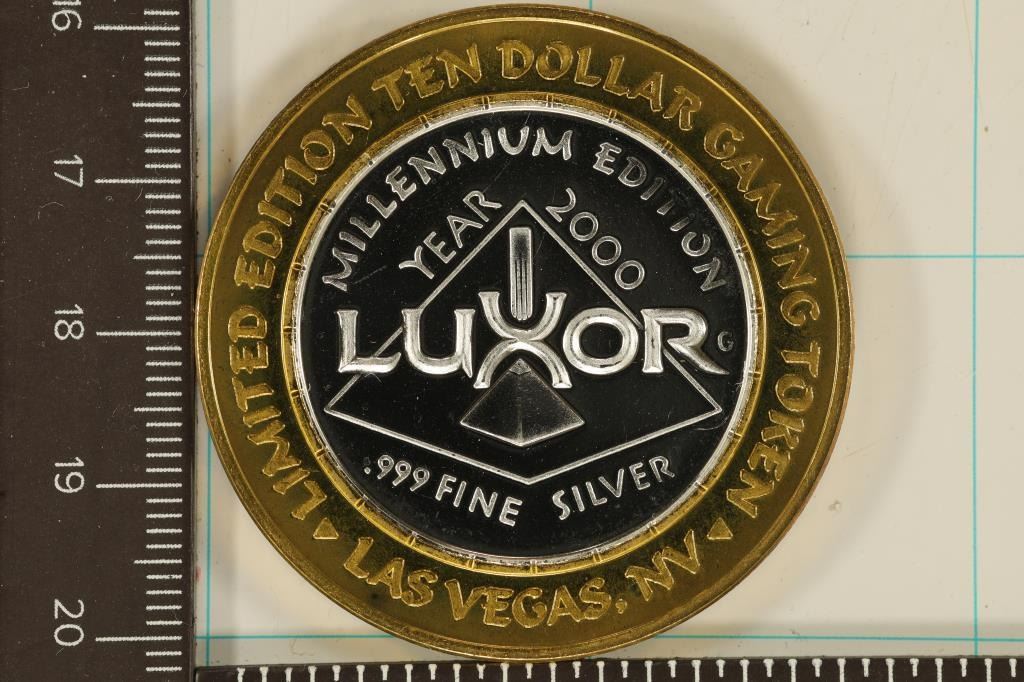 LIMITED EDITION TEN DOLLAR GAMING TOKEN
LAS VEGAS, NV
MILLENNIUM EDITION
YEAR 2000
LUXOR
G
.999 FINE SILVER
16
17
18
19
20